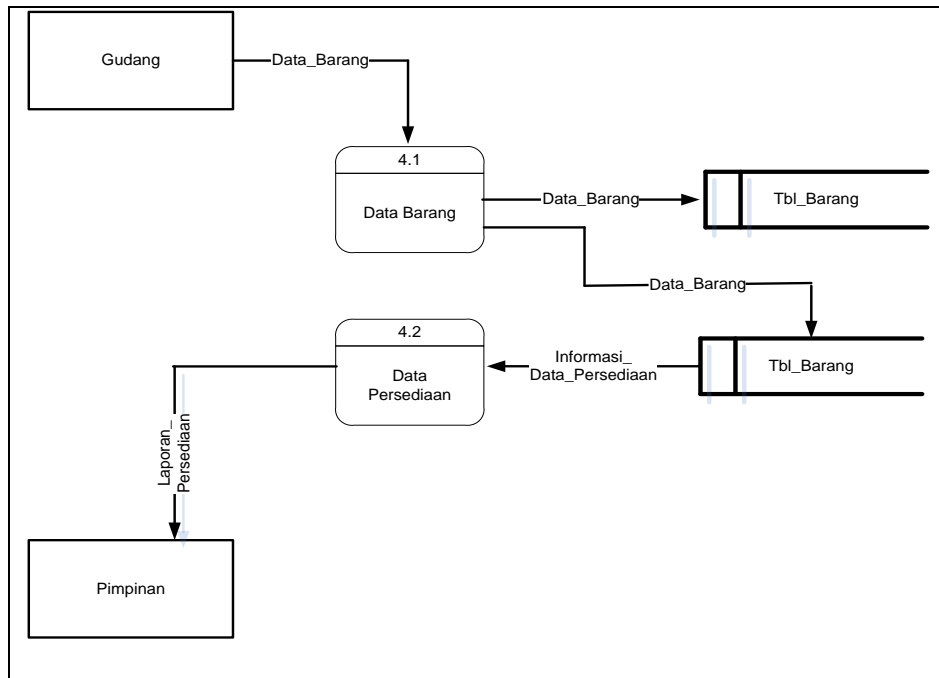 Gudang
Data_Barang
4.1
Data Barang
Data_Barang
Tbl_Barang
Data_Barang
4.2
Data
Persediaan
Informasi_
Data_Persediaan
Tbl_Barang
Laporan_
Persediaan
Pimpinan